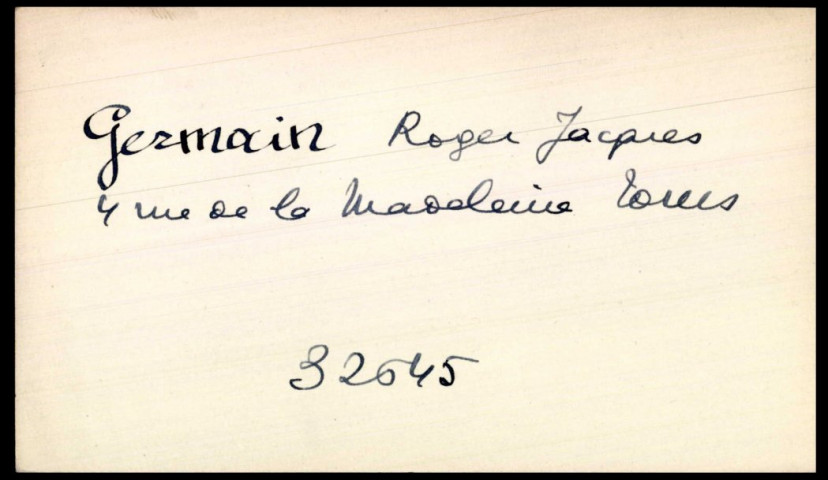 Germain Roger Jacques
4 rue de la Madeleine Tours
32645